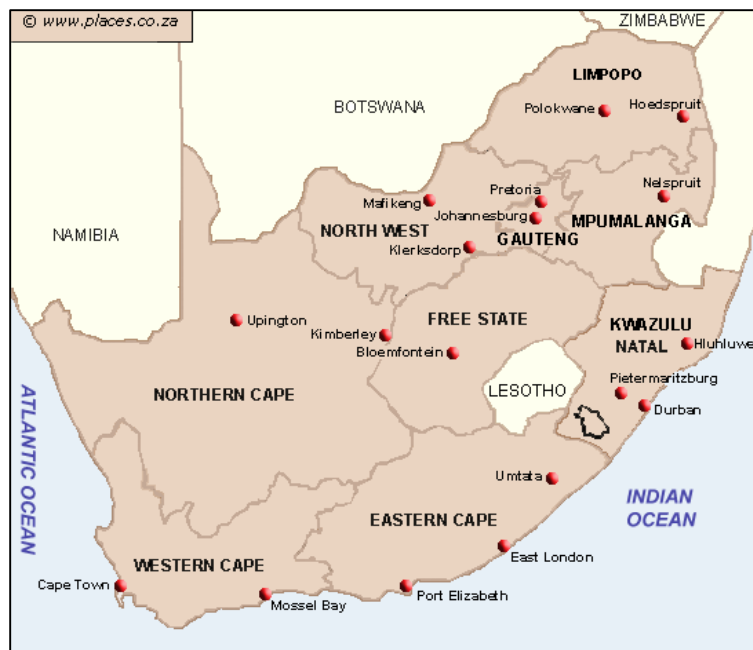 © www.places.co.za
ZIMBABWE
LIMPOPO
BOTSWANA
Polokwane
Hoedspruit
Mafikeng
Pretoria
Nelspruit
Johannesburg
MPUMALANGA
NORTH WEST
GAUTENG
NAMIBIA
Klerksdorp
Upington
FREE STATE
KWAZULU
NATAL
Kimberley
Hluhluwe
Bloemfontein
Pietermaritzburg
NORTHERN CAPE
LESOTHO
Durban
ATLANTIC OCEAN
Umtata
INDIAN
OCEAN
EASTERN CAPE
East London
WESTERN CAPE
Cape Town
Mossel Bay
Port Elizabeth